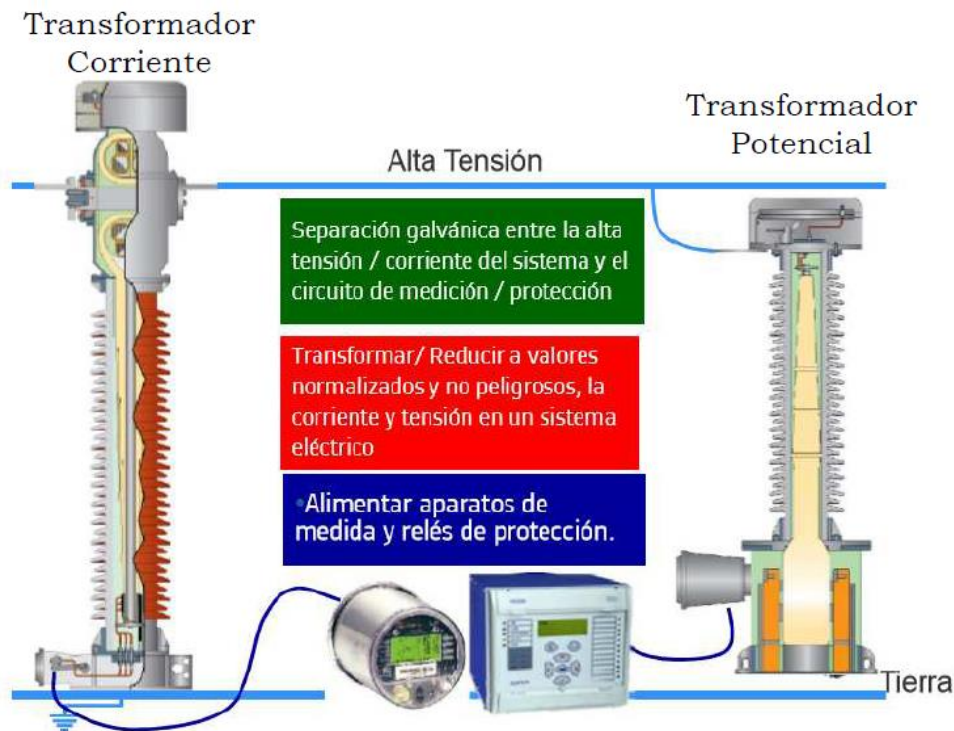 Transformador
Corriente
Transformador
Potencial
Alta Tensión
Separación galvánica entre la alta
tensión / corriente del sistema y el
circuito de medición / protección
Transformar/ Reducir a valores
normalizados y no peligrosos, la
corriente y tensión en un sistema
eléctrico
•Alimentar aparatos de
medida y relés de protección.
Tierra